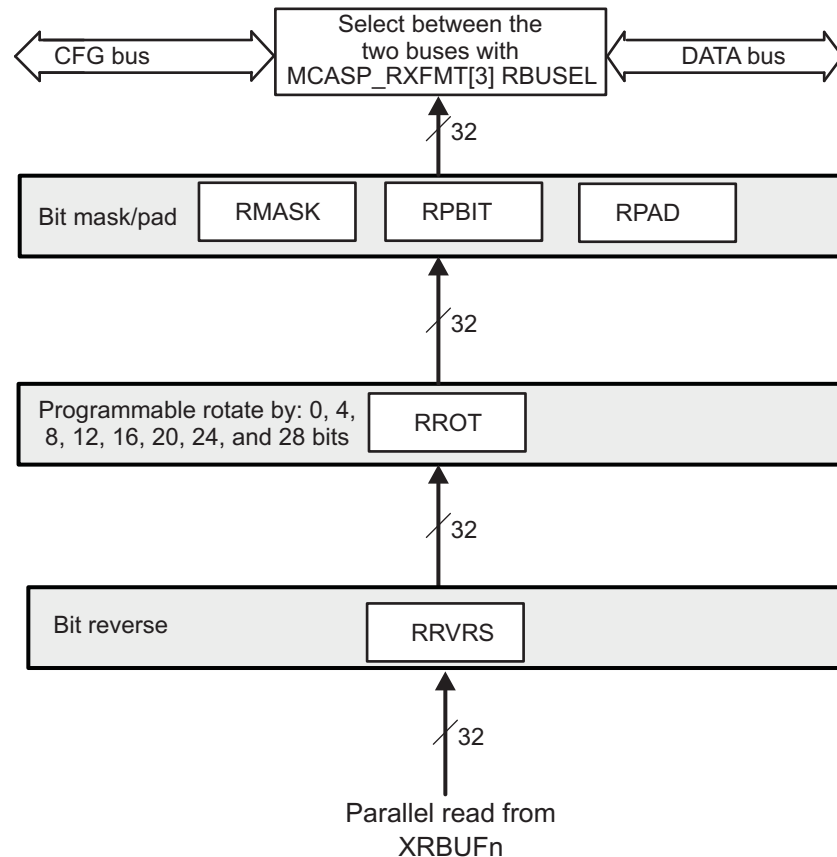 Select between the
two buses with
MCASP_RXFMT[3] RBUSEL
CFG bus
DATA bus
32
Bit mask/pad
RMASK
RPBIT
RPAD
32
Programmable rotate by: 0, 4,
8, 12, 16, 20, 24, and 28 bits
RROT
32
Bit reverse
RRVRS
32
Parallel read from
XRBUFn